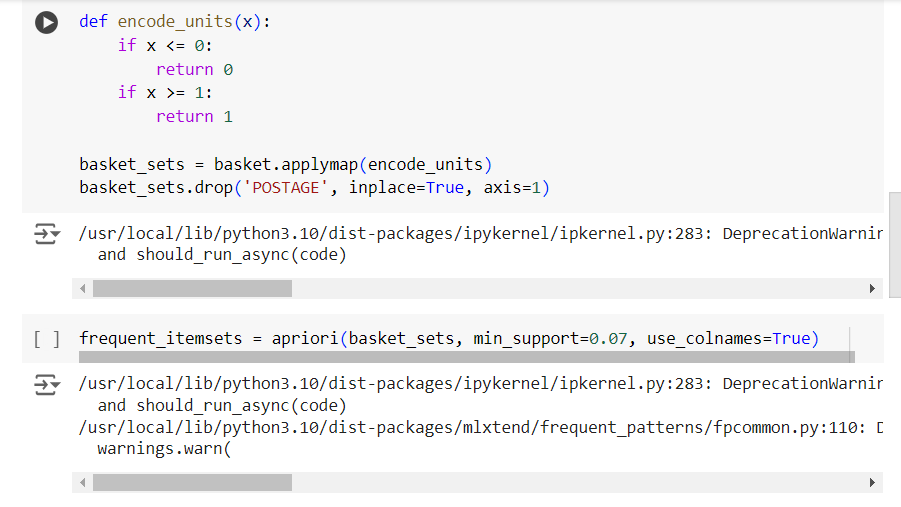 def encode_units(x):
    if x <= 0:
        return 0
    if x >= 1:
        return 1
basket_sets = basket.applymap(encode_units)
basket_sets.drop('POSTAGE', inplace=True, axis=1)
/usr/local/lib/python3.10/dist-packages/ipykernel/ipkernel.py:283: DeprecationWarnin
  and should_run_async(code)
[ ] frequent_itemsets = apriori(basket_sets, min_support=0.07, use_colnames=True)
/usr/local/lib/python3.10/dist-packages/ipykernel/ipkernel.py:283: DeprecationWarnin
  and should_run_async(code)
/usr/local/lib/python3.10/dist-packages/mlxtend/frequent_patterns/fpcommon.py:110: D
  warnings.warn(